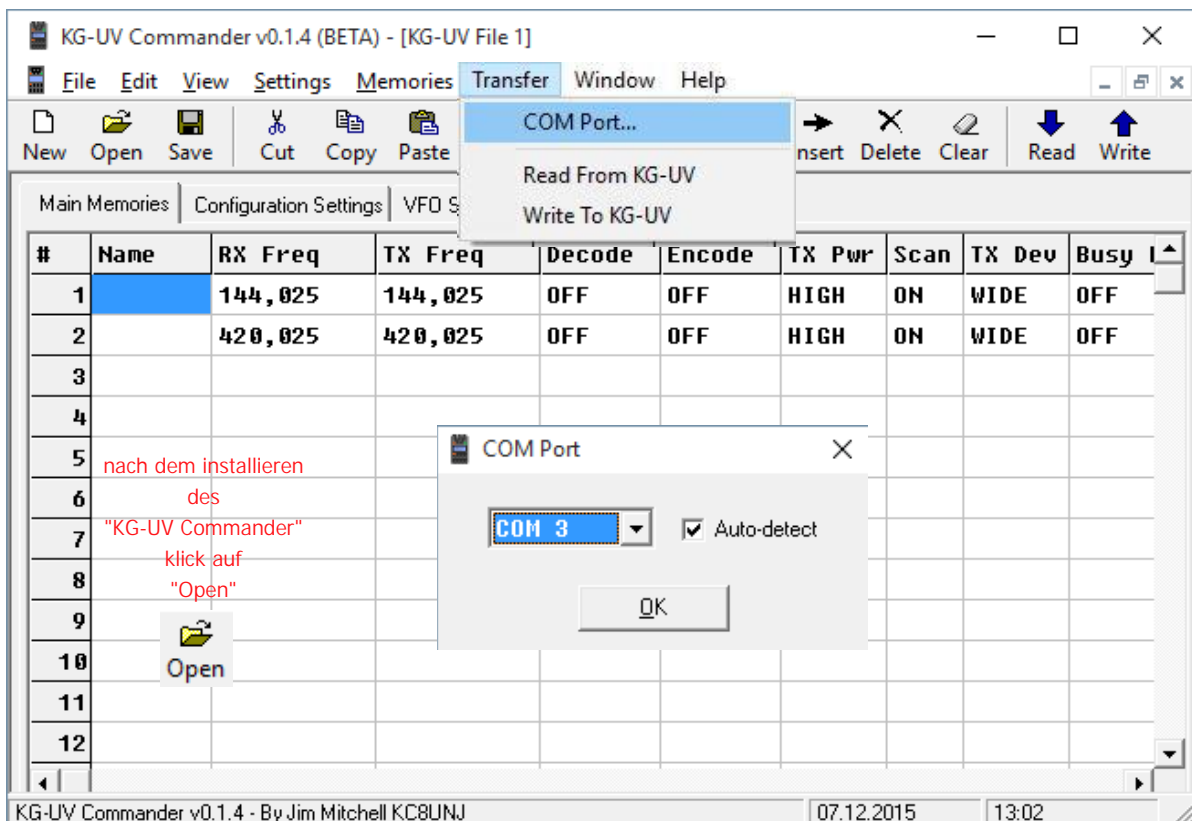 KG-UV Commander v0.1.4 (BETA) - [KG-UV File 1]
File Edit View Settings Memories Transfer Window Help
COM Port...
Read From KG-UV
Write To KG-UV
New Open Save Cut Copy Paste nsert Delete Clear Read Write
Main Memories Configuration Settings VFO S
# Name RX Freq TX Freq Decode Encode TX Pwr Scan TX Dev Busy
1 144,025 144,025 OFF OFF HIGH ON WIDE OFF
2 420,025 420,025 OFF OFF HIGH ON WIDE OFF
3
4
5
6
7
8
9
10
11
12
nach dem installieren
des
"KG-UV Commander"
klick auf
"Open"
Open
COM Port
COM 3 Auto-detect
OK
KG-UV Commander v0.1.4 - By Jim Mitchell KC8UNJ 07.12.2015 13:02